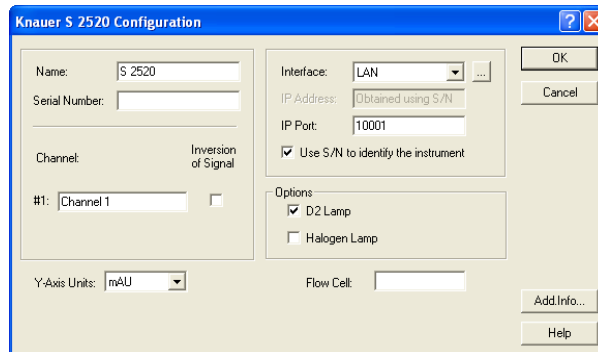 Knauer S 2520 Configuration
Name: S 2520
Serial Number:
Channel: Inversion of Signal
#1: Channel 1
Y-Axis Units: mAU
Interface: LAN ...
IP Address: Obtained using S/N
IP Port: 10001
Use S/N to identify the instrument
Options
D2 Lamp
Halogen Lamp
Flow Cell:
OK
Cancel
Add.Info...
Help